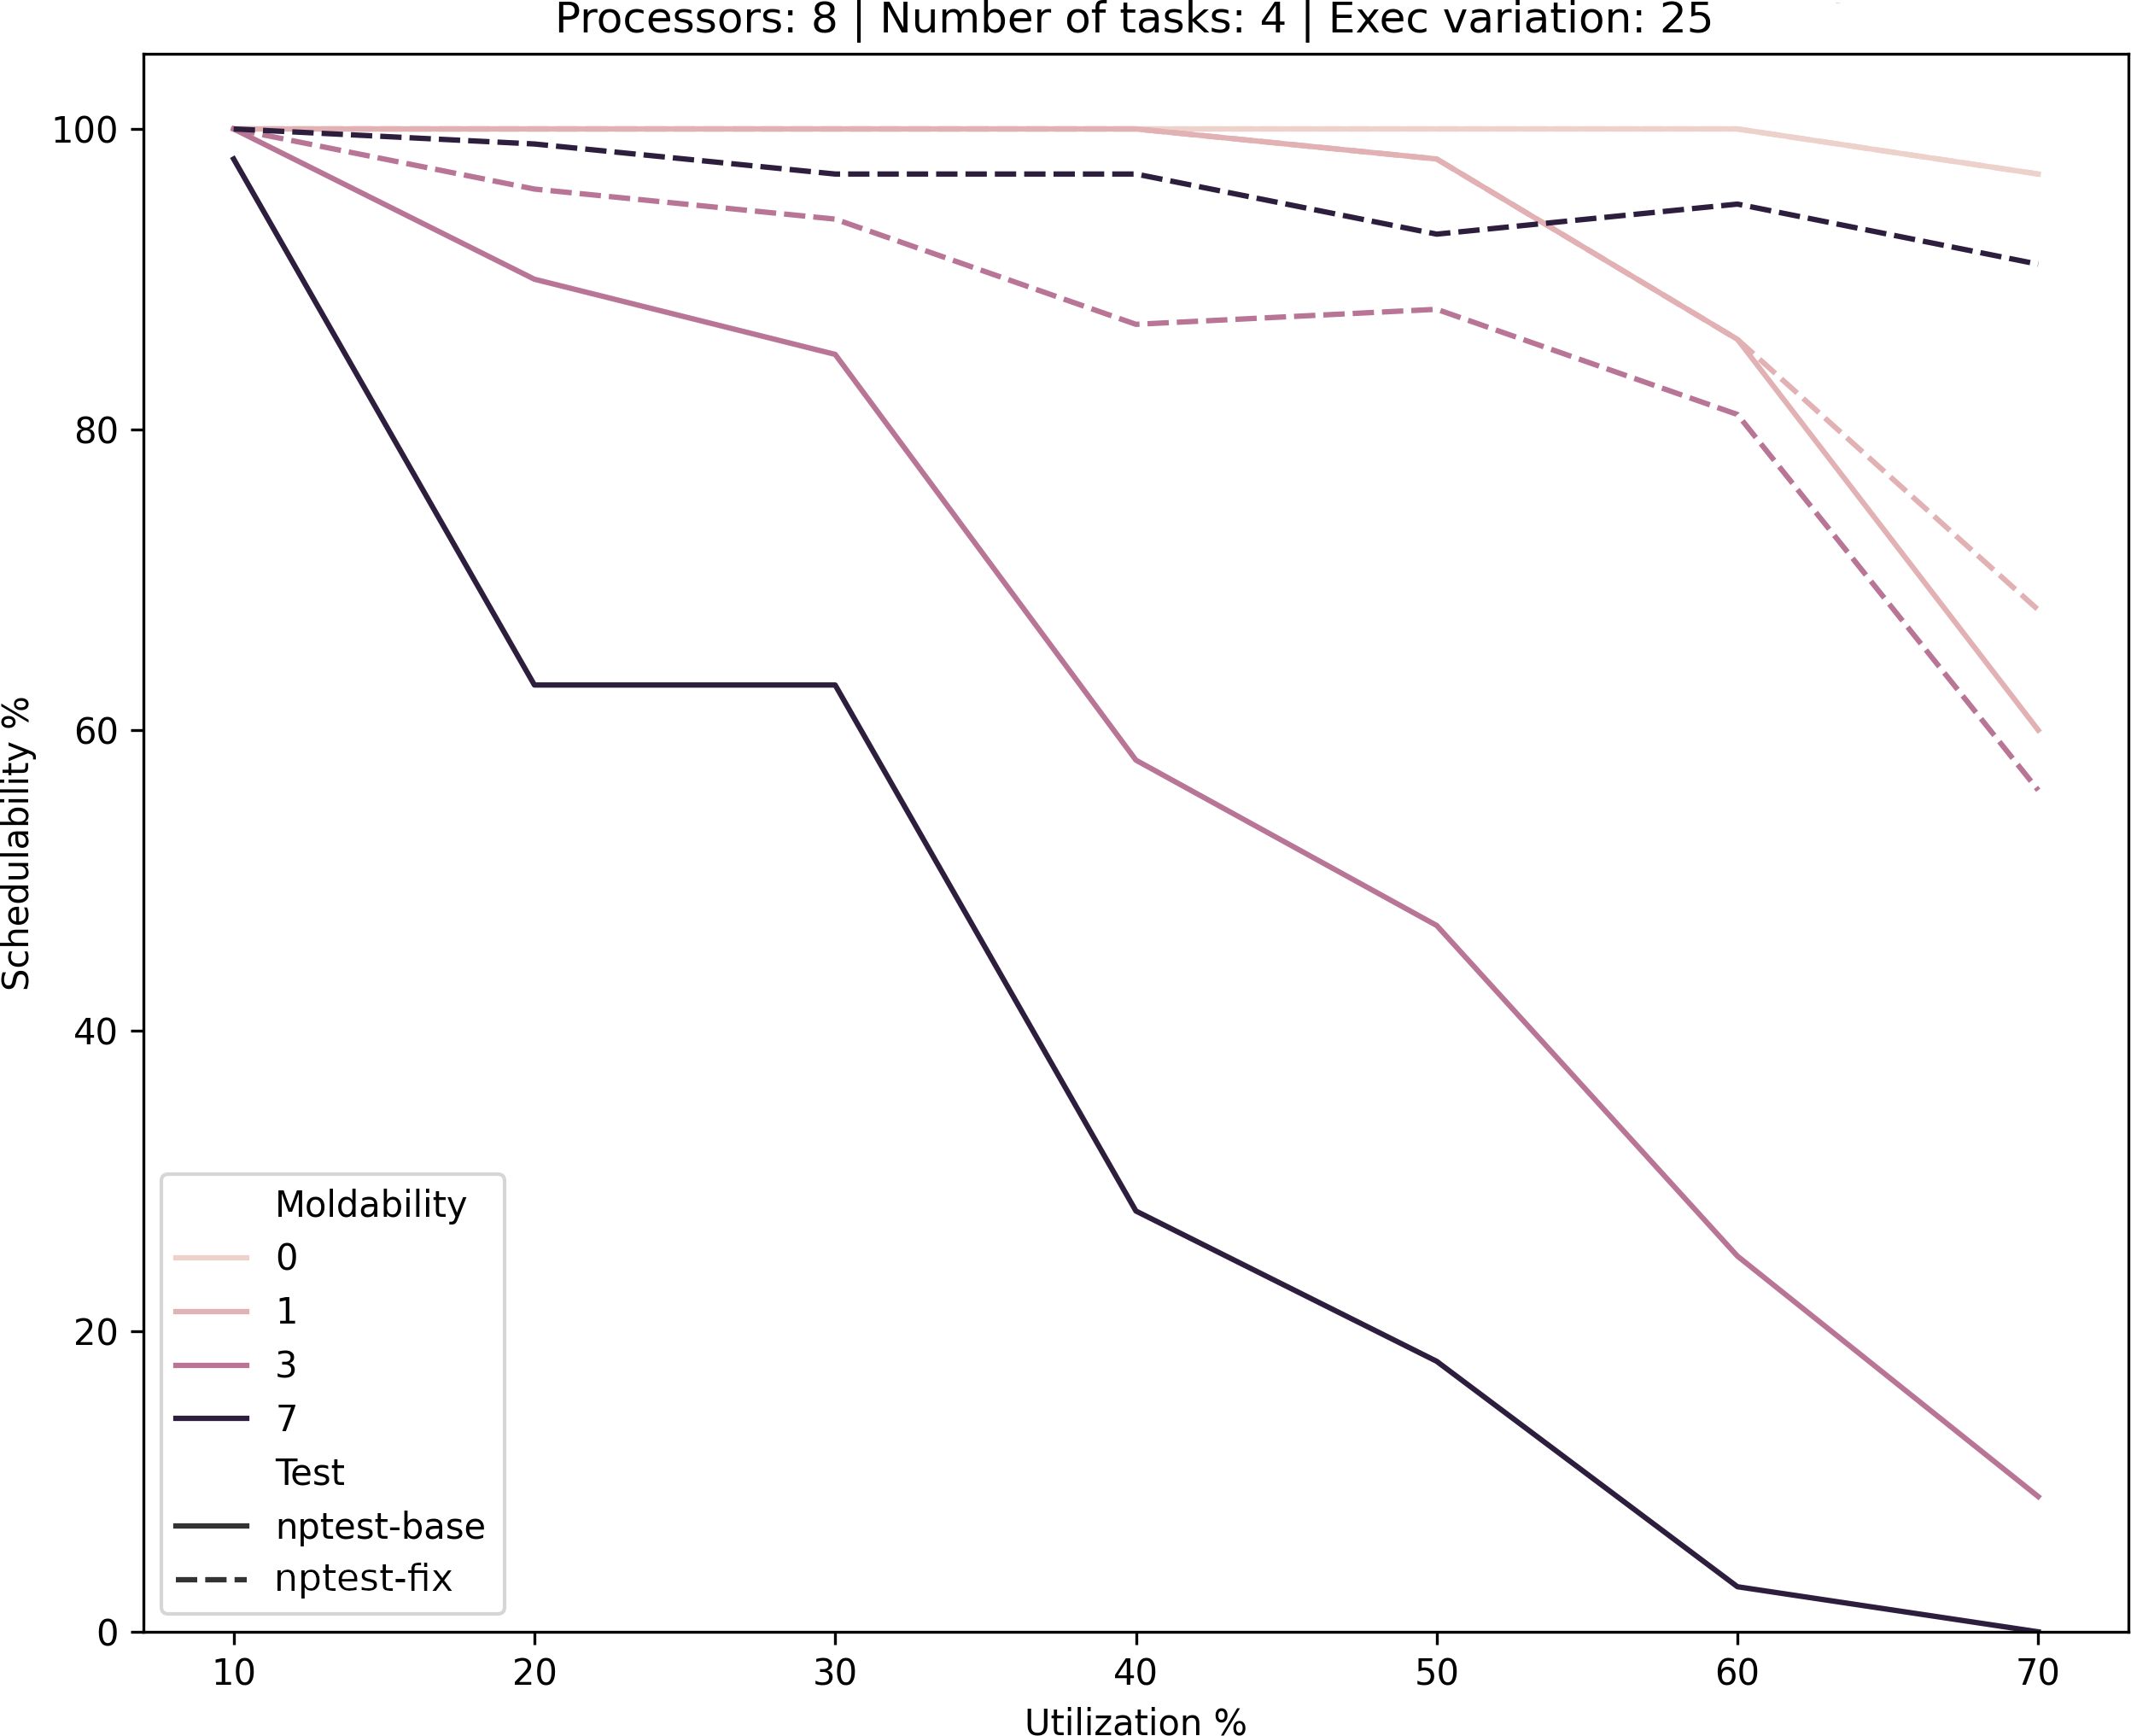 Processors: 8 | Number of tasks: 4 | Exec variation: 25
Schedulability %
100
80
60
40
20
0
Moldability
0
1
3
7
Test
nptest-base
nptest-fix
10 20 30 40 50 60 70
Utilization %